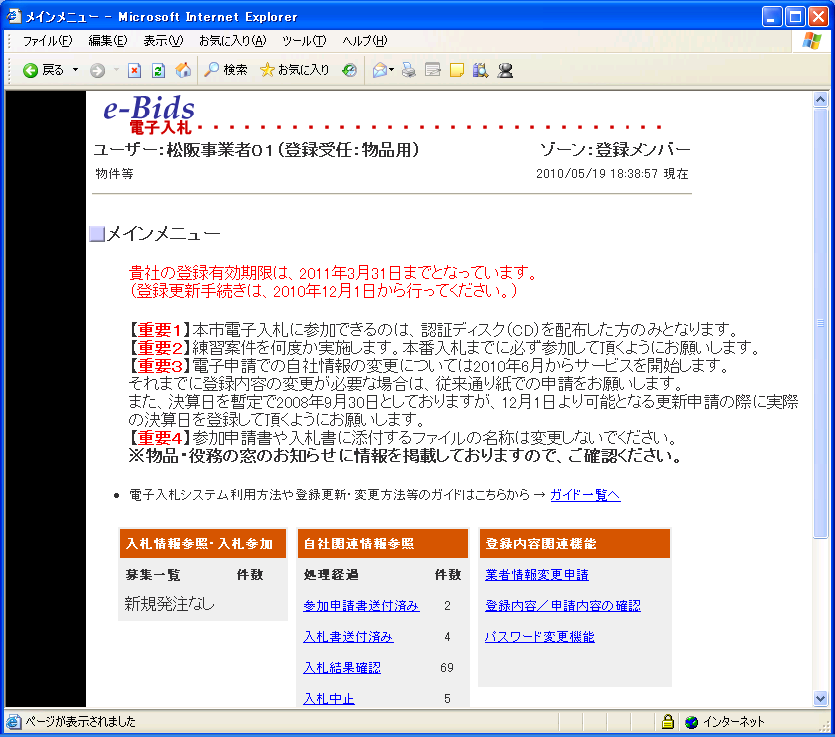 メインメニュー - Microsoft Internet Explorer
ファイル(F) 編集(E) 表示(V) お気に入り(A) ツール(T) ヘルプ(H)
戻る 検索 お気に入り
e-Bids
電子入札
ユーザー:松阪事業者01(登録受任:物品用) ゾーン:登録メンバー
物件等 2010/05/19 18:38:57 現在
メインメニュー
貴社の登録有効期限は、2011年3月31日までとなっています。
(登録更新手続きは、2010年12月1日から行ってください。)
【重要1】本市電子入札に参加できるのは、認証ディスク(CD)を配布した方のみとなります。
【重要2】練習案件を何度か実施します。本番入札までに必ず参加して頂くようにお願いします。
【重要3】電子申請での自社情報の変更については2010年6月からサービスを開始します。
それまでに登録内容の変更が必要な場合は、従来通り紙での申請をお願いします。
また、決算日を暫定で2008年9月30日としておりますが、12月1日より可能となる更新申請の際に実際
の決算日を登録して頂くようにお願いします。
【重要4】参加申請書や入札書に添付するファイルの名称は変更しないでください。
※物品・役務の窓のお知らせに情報を掲載しておりますので、ご確認ください。
• 電子入札システム利用方法や登録更新・変更方法等のガイドはこちらから → ガイド一覧へ
入札情報参照・入札参加
募集一覧 件数
新規発注なし
自社関連情報参照
処理経過 件数
参加申請書送付済み 2
入札書送付済み 4
入札結果確認 69
入札中止 5
登録内容関連機能
業者情報変更申請
登録内容/申請内容の確認
パスワード変更機能
ページが表示されました インターネット